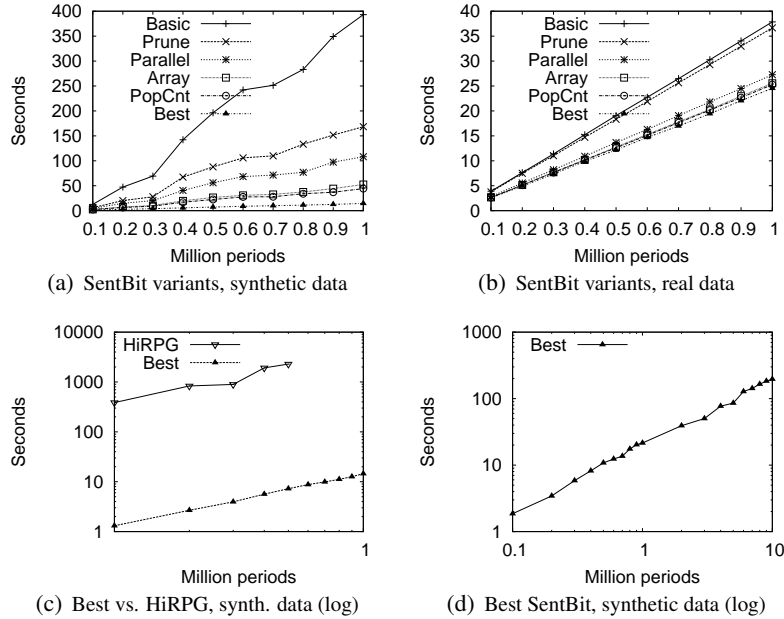 400
350
300
250
200
150
100
50
0
Seconds
Basic
Prune
Parallel
Array
PopCnt
Best
0.1 0.2 0.3 0.4 0.5 0.6 0.7 0.8 0.9 1
Million periods
(a) SentBit variants, synthetic data
40
35
30
25
20
15
10
5
0
Seconds
Basic
Prune
Parallel
Array
PopCnt
Best
0.1 0.2 0.3 0.4 0.5 0.6 0.7 0.8 0.9 1
Million periods
(b) SentBit variants, real data
10000
1000
100
10
1
Seconds
HiRPG
Best
1
Million periods
(c) Best vs. HiRPG, synth. data (log)
1000
100
10
1
Seconds
Best
0.1 1 10
Million periods
(d) Best SentBit, synthetic data (log)